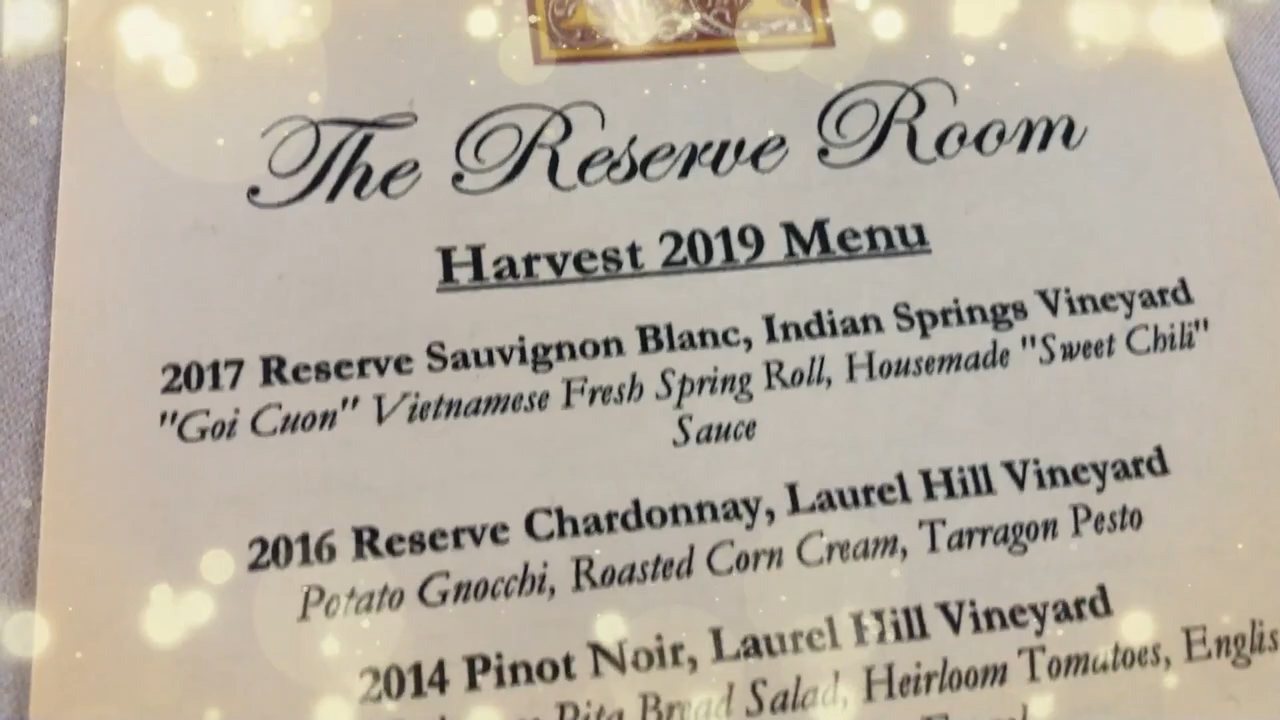 The Reserve Room
Harvest 2019 Menu
2017 Reserve Sauvignon Blanc, Indian Springs Vineyard
"Goi Cuon" Vietnamese Fresh Spring Roll, Housemade "Sweet Chili"
Sauce
2016 Reserve Chardonnay, Laurel Hill Vineyard
Potato Gnocchi, Roasted Corn Cream, Tarragon Pesto
2014 Pinot Noir, Laurel Hill Vineyard
Pita Bread Salad, Heirloom Tomatoes, Englis